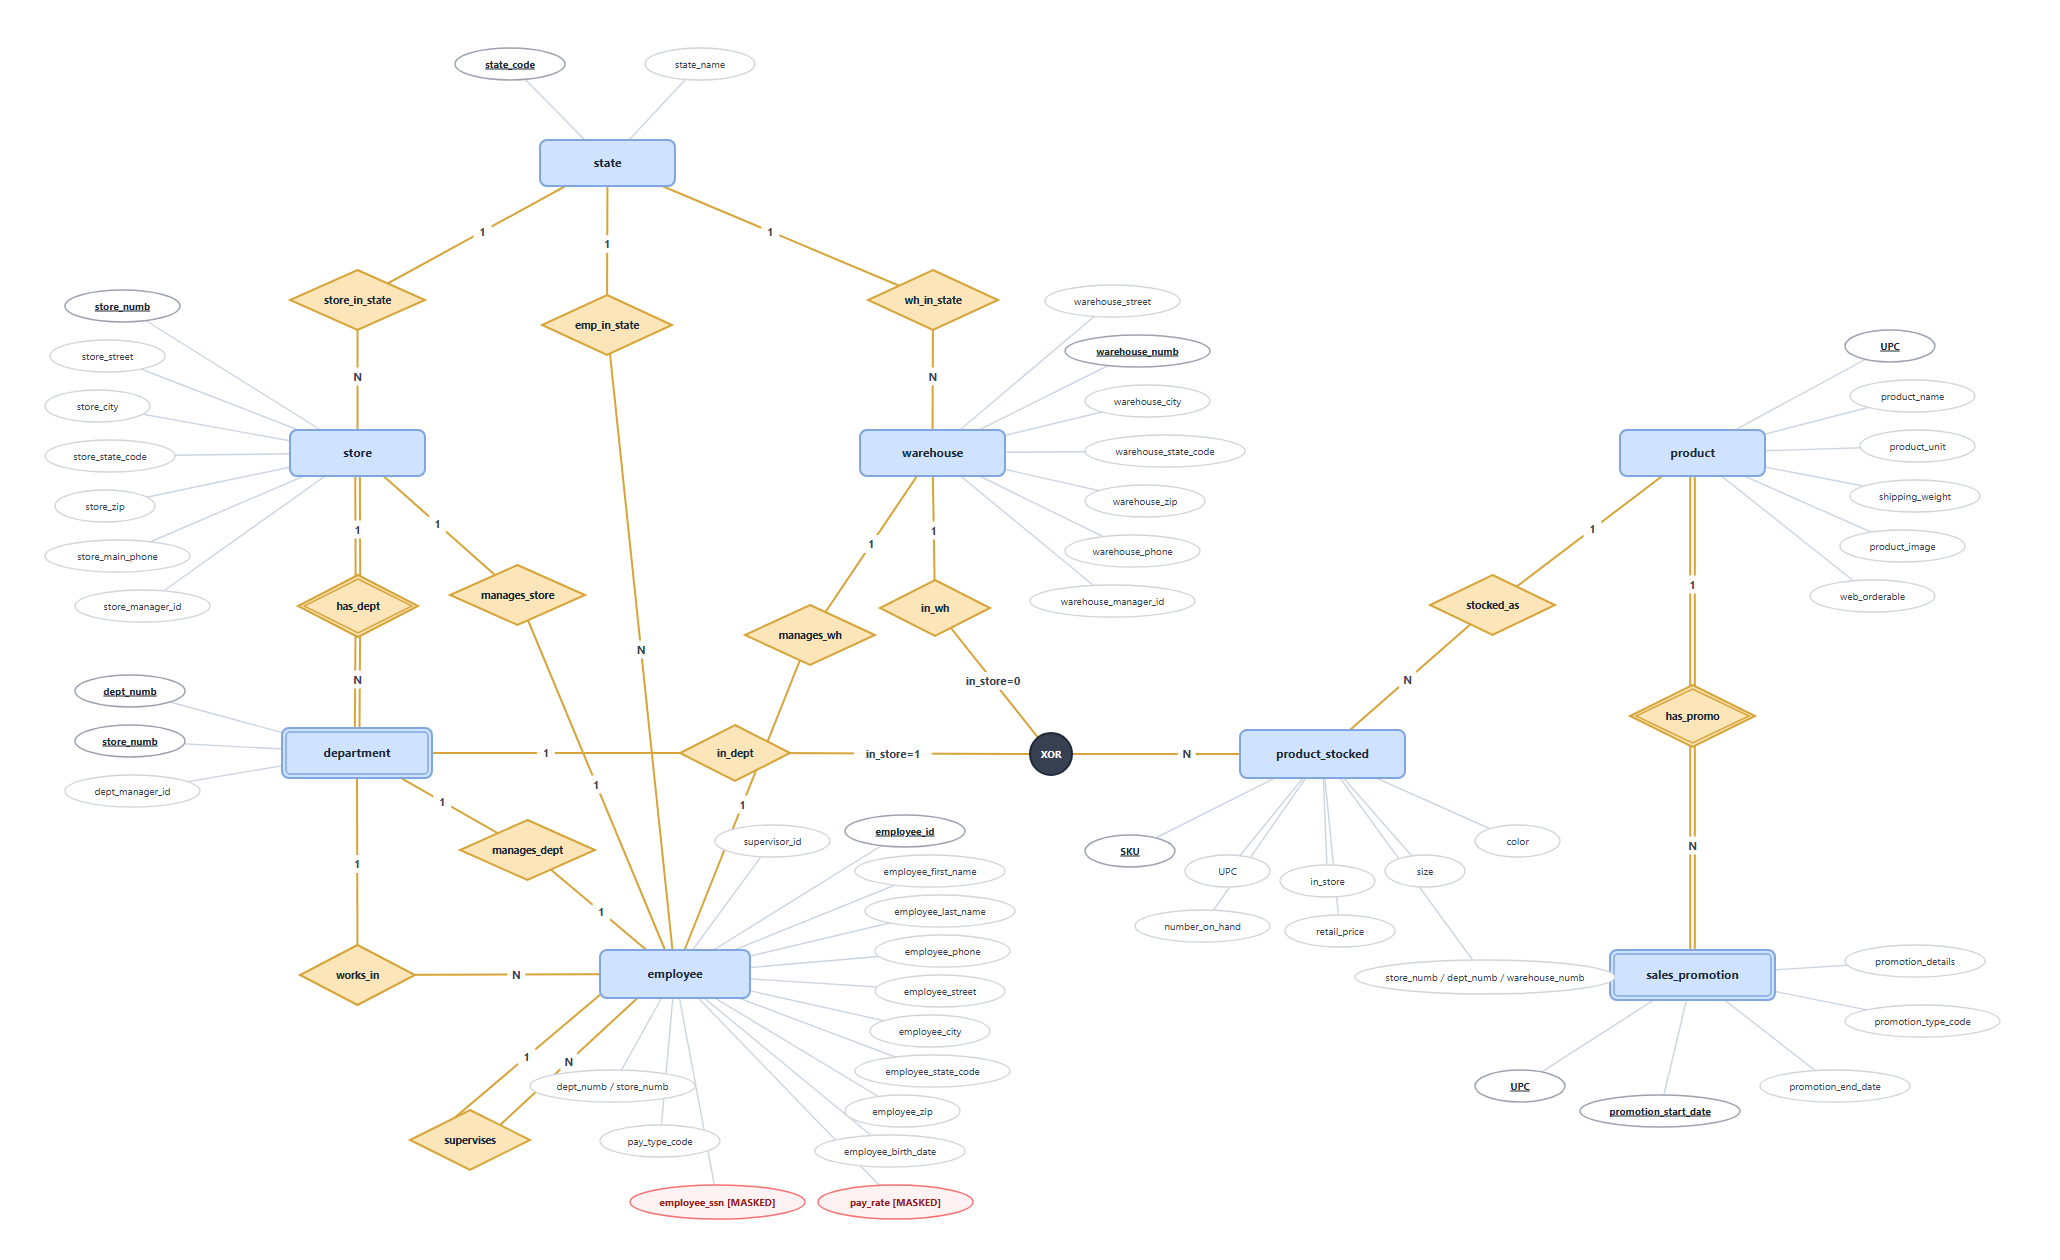 state_code
state_name
state
1
1
1
store_in_state
emp_in_state
wh_in_state
N
N
N
store_numb
store_street
store_city
store_state_code
store_zip
store_main_phone
store_manager_id
store
warehouse_street
warehouse_numb
warehouse_city
warehouse_state_code
warehouse_zip
warehouse_phone
warehouse_manager_id
warehouse
UPC
product_name
product_unit
shipping_weight
product_image
web_orderable
product
1
1
1
1
1
1
has_dept
manages_store
manages_wh
in_wh
stocked_as
N
in_store=0
N
has_promo
dept_numb
store_numb
dept_manager_id
department
1
in_dept
in_store=1
XOR
N
product_stocked
1
1
1
1
manages_dept
1
N
supervisor_id
employee_id
employee_first_name
employee_last_name
employee_phone
employee_street
employee_city
employee_state_code
employee_zip
employee_birth_date
SKU
UPC
in_store
size
color
number_on_hand
retail_price
store_numb / dept_numb / warehouse_numb
works_in
N
employee
sales_promotion
promotion_details
promotion_type_code
1
N
dept_numb / store_numb
UPC
promotion_start_date
promotion_end_date
supervises
pay_type_code
employee_ssn [MASKED]
pay_rate [MASKED]